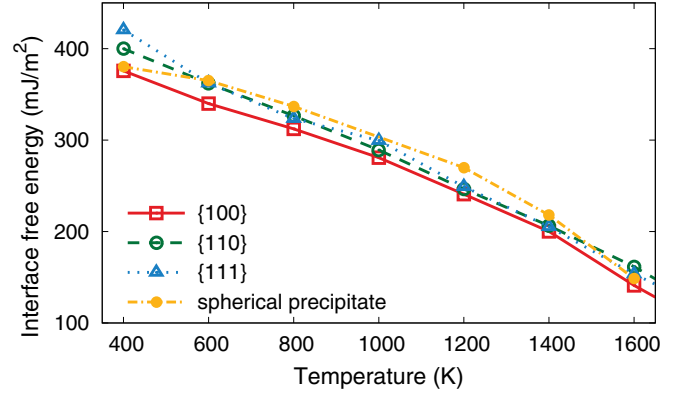 Interface free energy (mJ/m²)
400
300
200
100
{100}
{110}
{111}
spherical precipitate
400 600 800 1000 1200 1400 1600
Temperature (K)